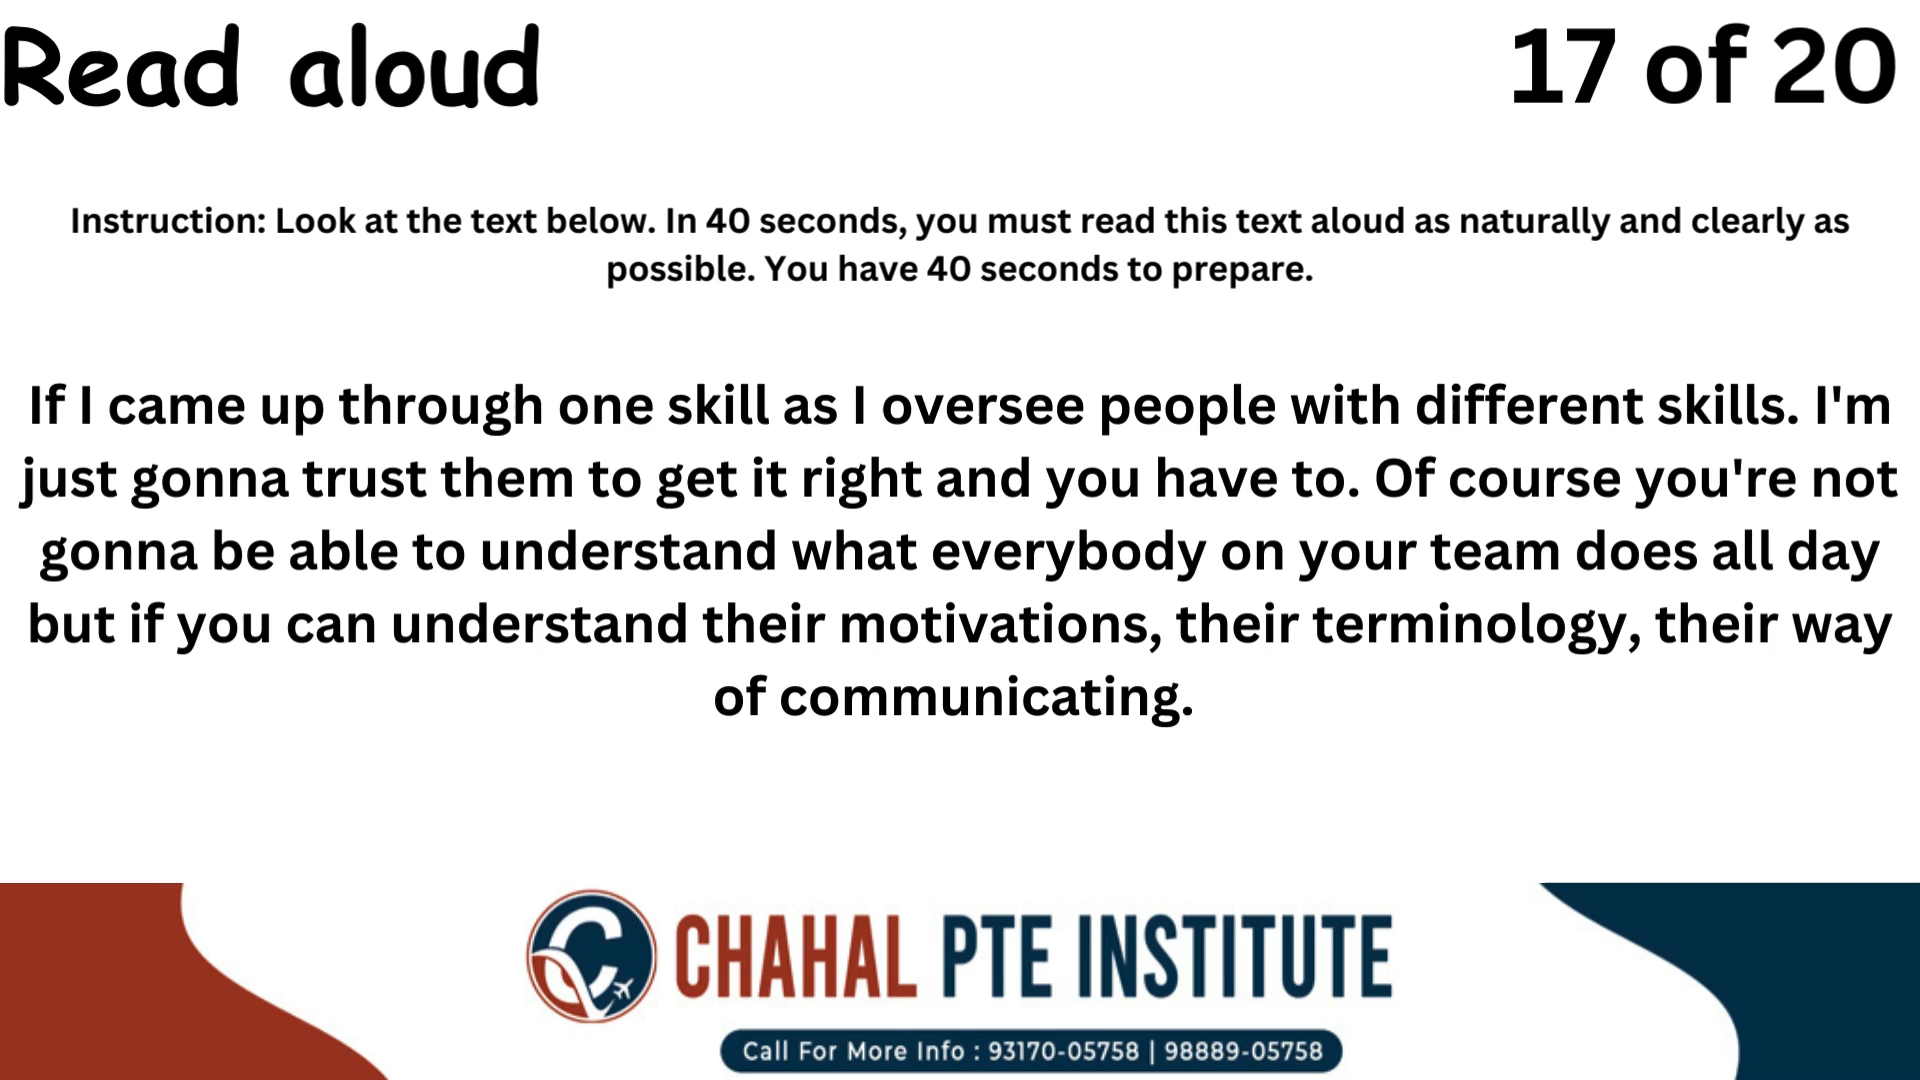 Read aloud
17 of 20
Instruction: Look at the text below. In 40 seconds, you must read this text aloud as naturally and clearly as
possible. You have 40 seconds to prepare.
If I came up through one skill as I oversee people with different skills. I'm
just gonna trust them to get it right and you have to. Of course you're not
gonna be able to understand what everybody on your team does all day
but if you can understand their motivations, their terminology, their way
of communicating.
CHAHAL PTE INSTITUTE
Call For More Info : 93170-05758 | 98889-05758